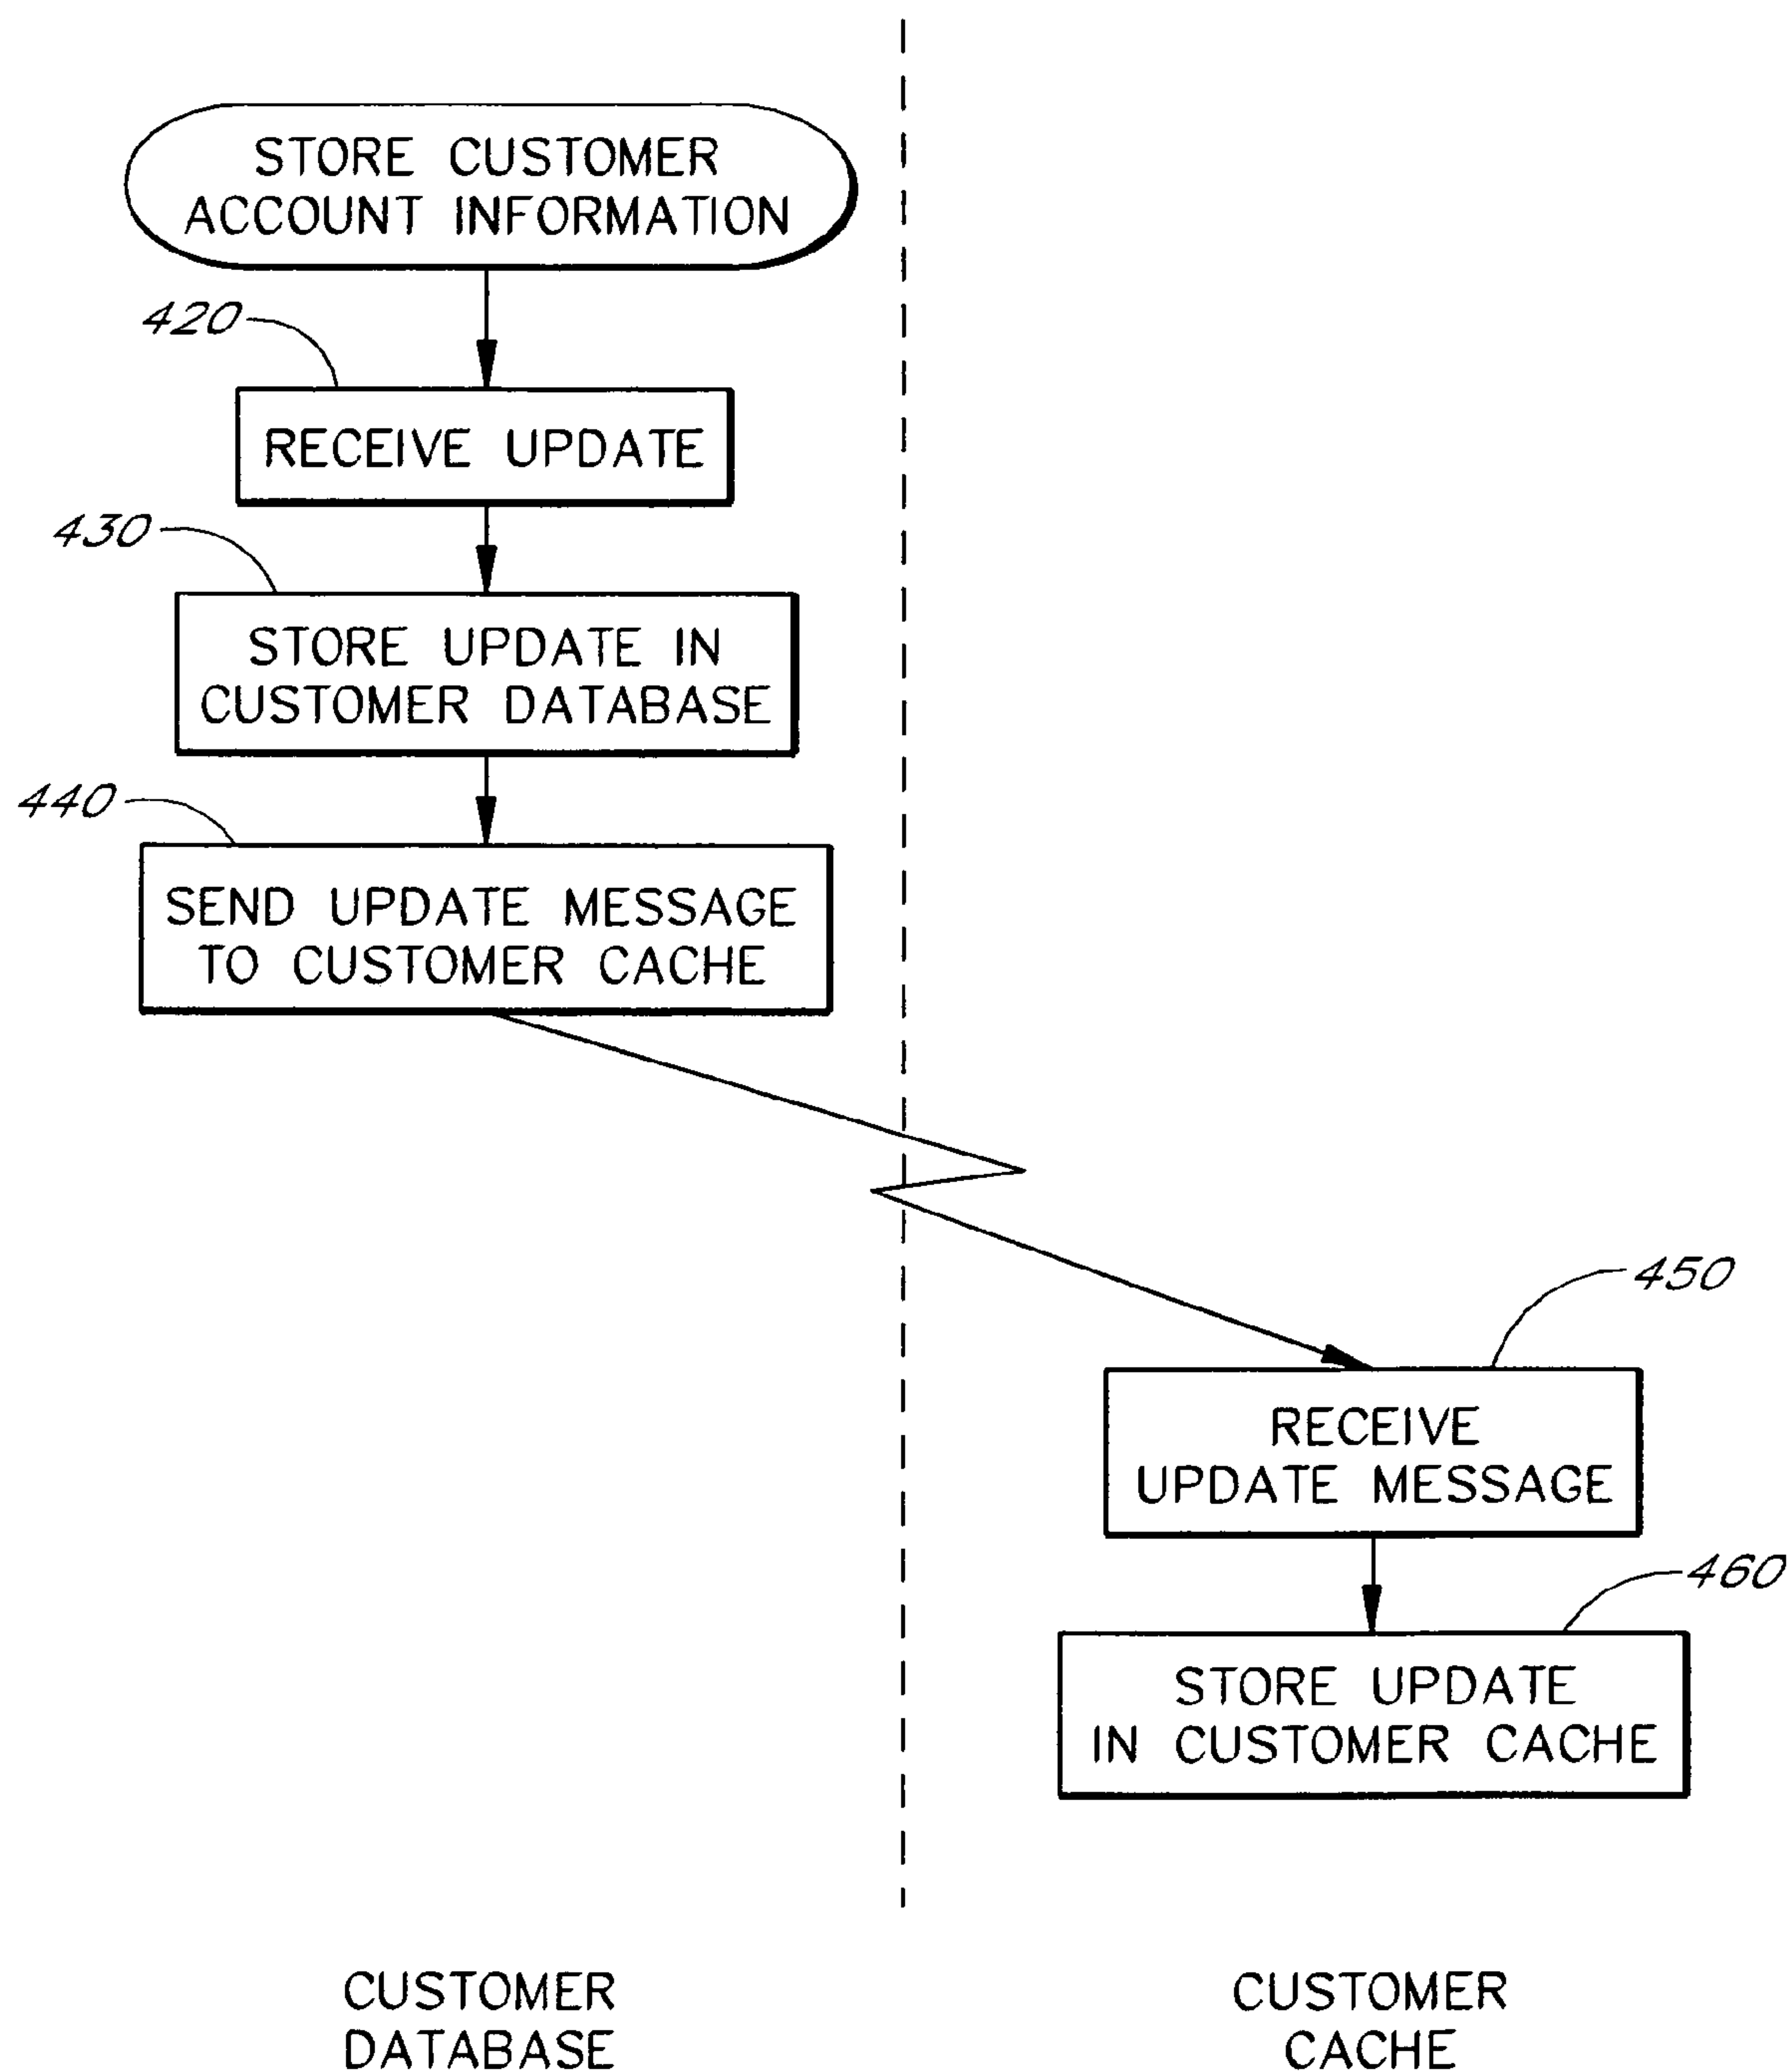 STORE CUSTOMER
ACCOUNT INFORMATION
420
RECEIVE UPDATE
430
STORE UPDATE IN
CUSTOMER DATABASE
440
SEND UPDATE MESSAGE
TO CUSTOMER CACHE
450
RECEIVE
UPDATE MESSAGE
460
STORE UPDATE
IN CUSTOMER CACHE
CUSTOMER
DATABASE
CUSTOMER
CACHE